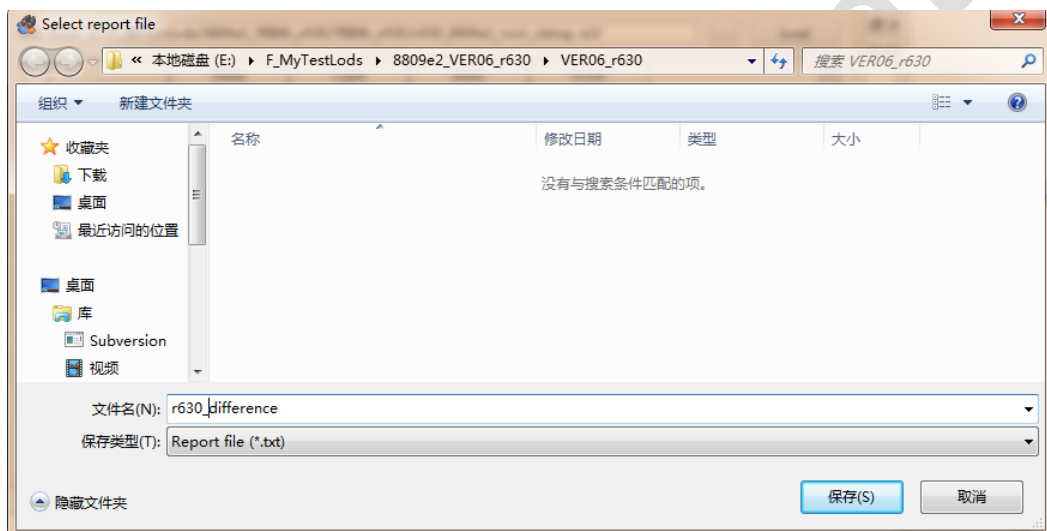 Select report file
« 本地磁盘 (E:) ▸ F_MyTestLods ▸ 8809e2_VER06_r630 ▸ VER06_r630
搜索 VER06_r630
组织 新建文件夹
名称 修改日期 类型 大小
没有与搜索条件匹配的项。
收藏夹
下载
桌面
最近访问的位置
桌面
库
Subversion
视频
文件名(N): r630_difference
保存类型(T): Report file (*.txt)
隐藏文件夹
保存(S) 取消